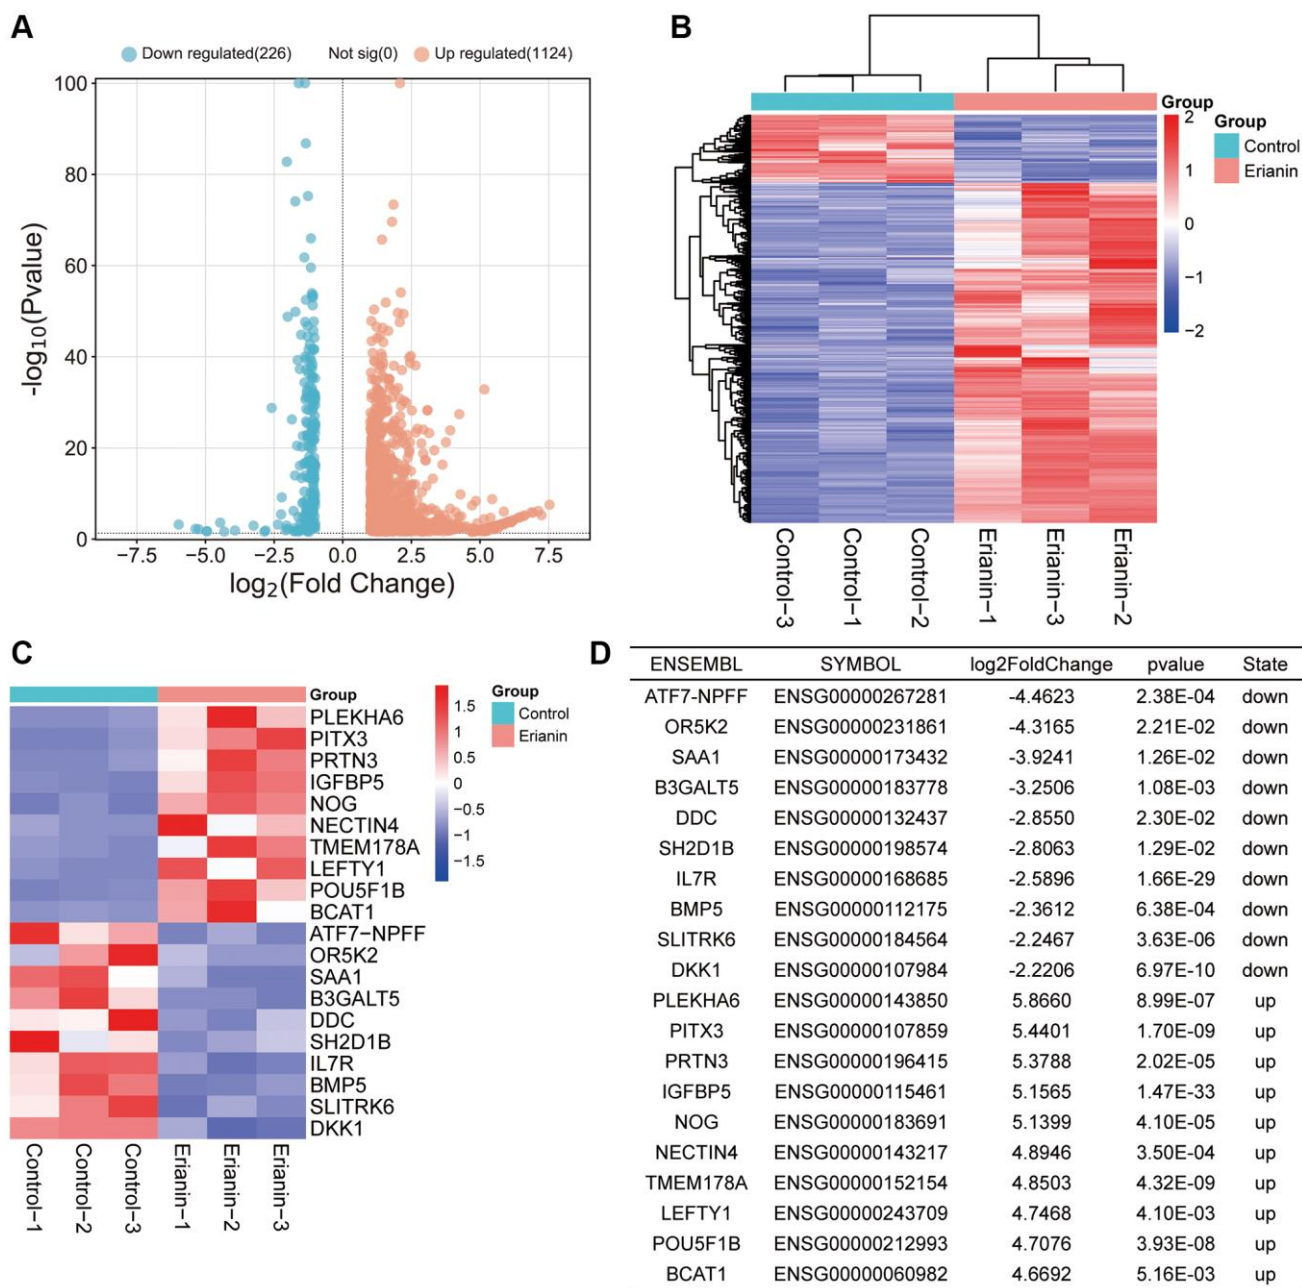 A
Down regulated(226) Not sig(0) Up regulated(1124)
100
80
60
40
20
0
-log10(Pvalue)
−7.5 −5.0 −2.5 0.0 2.5 5.0 7.5
log2(Fold Change)
B
Group
2
1
0
−1
−2
Group
Control
Erianin
Control−3
Control−1
Control−2
Erianin−1
Erianin−3
Erianin−2
C
Group
PLEKHA6
PITX3
PRTN3
IGFBP5
NOG
NECTIN4
TMEM178A
LEFTY1
POU5F1B
BCAT1
ATF7−NPFF
OR5K2
SAA1
B3GALT5
DDC
SH2D1B
IL7R
BMP5
SLITRK6
DKK1
1.5
1
0.5
0
−0.5
−1
−1.5
Group
Control
Erianin
Control−1
Control−2
Control−3
Erianin−1
Erianin−2
Erianin−3
D
ENSEMBL SYMBOL log2FoldChange pvalue State
ATF7-NPFF ENSG00000267281 -4.4623 2.38E-04 down
OR5K2 ENSG00000231861 -4.3165 2.21E-02 down
SAA1 ENSG00000173432 -3.9241 1.26E-02 down
B3GALT5 ENSG00000183778 -3.2506 1.08E-03 down
DDC ENSG00000132437 -2.8550 2.30E-02 down
SH2D1B ENSG00000198574 -2.8063 1.29E-02 down
IL7R ENSG00000168685 -2.5896 1.66E-29 down
BMP5 ENSG00000112175 -2.3612 6.38E-04 down
SLITRK6 ENSG00000184564 -2.2467 3.63E-06 down
DKK1 ENSG00000107984 -2.2206 6.97E-10 down
PLEKHA6 ENSG00000143850 5.8660 8.99E-07 up
PITX3 ENSG00000107859 5.4401 1.70E-09 up
PRTN3 ENSG00000196415 5.3788 2.02E-05 up
IGFBP5 ENSG00000115461 5.1565 1.47E-33 up
NOG ENSG00000183691 5.1399 4.10E-05 up
NECTIN4 ENSG00000143217 4.8946 3.50E-04 up
TMEM178A ENSG00000152154 4.8503 4.32E-09 up
LEFTY1 ENSG00000243709 4.7468 4.10E-03 up
POU5F1B ENSG00000212993 4.7076 3.93E-08 up
BCAT1 ENSG00000060982 4.6692 5.16E-03 up